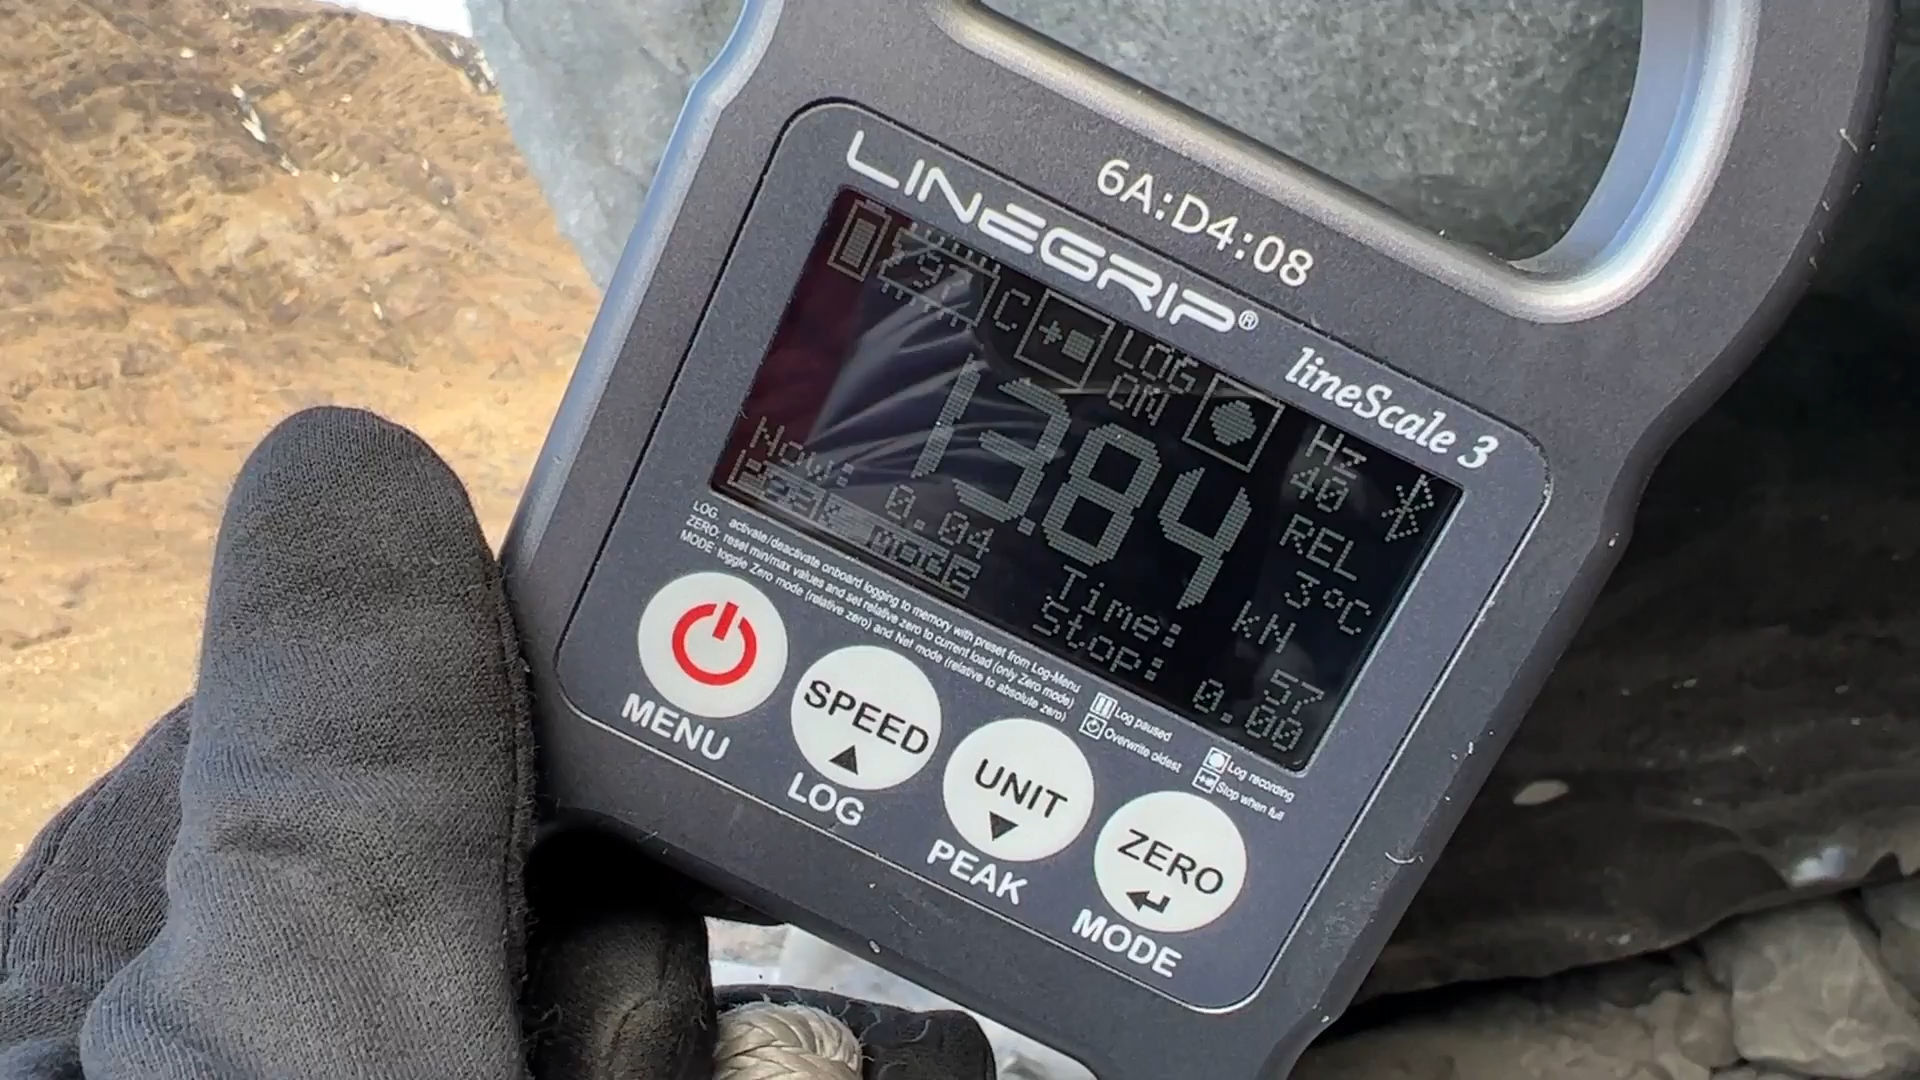 6A:D4:08
LINEGRIP®
lineScale 3
C LOG ON
Hz
40
REL
3°C
kN
13.84
Now: 0.04
Peak mode
Time: 57
Stop: 0.00
LOG: activate/deactivate onboard logging to memory with preset from Log-Menu
ZERO: reset min/max values and set relative zero to current load (only Zero mode)
MODE: toggle Zero mode (relative zero) and Net mode (relative to absolute zero)
Log paused
Overwrite oldest
Log recording
Stop when full
MENU
SPEED
LOG
UNIT
PEAK
ZERO
MODE